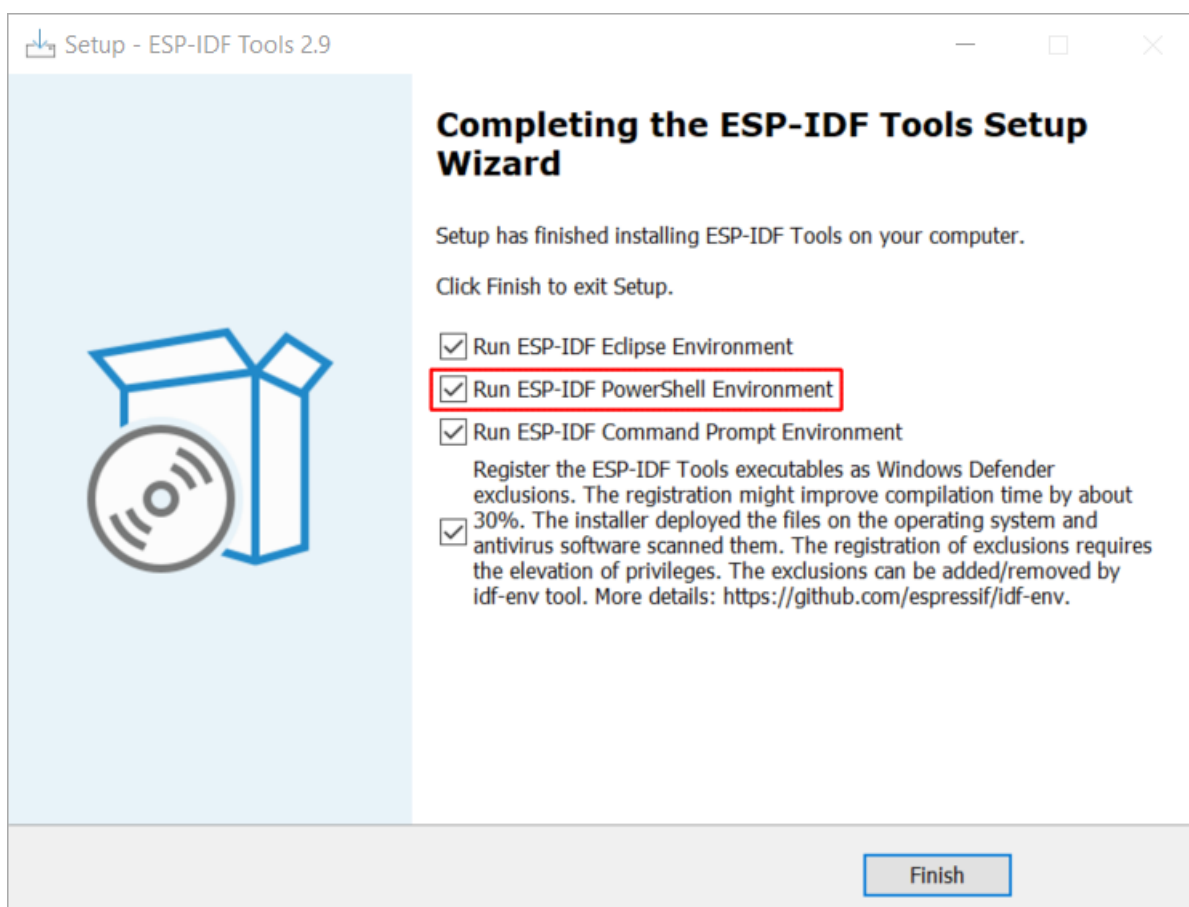 Setup - ESP-IDF Tools 2.9
Completing the ESP-IDF Tools Setup
Wizard
Setup has finished installing ESP-IDF Tools on your computer.
Click Finish to exit Setup.
Run ESP-IDF Eclipse Environment
Run ESP-IDF PowerShell Environment
Run ESP-IDF Command Prompt Environment
Register the ESP-IDF Tools executables as Windows Defender
exclusions. The registration might improve compilation time by about
30%. The installer deployed the files on the operating system and
antivirus software scanned them. The registration of exclusions requires
the elevation of privileges. The exclusions can be added/removed by
idf-env tool. More details: https://github.com/espressif/idf-env.
Finish